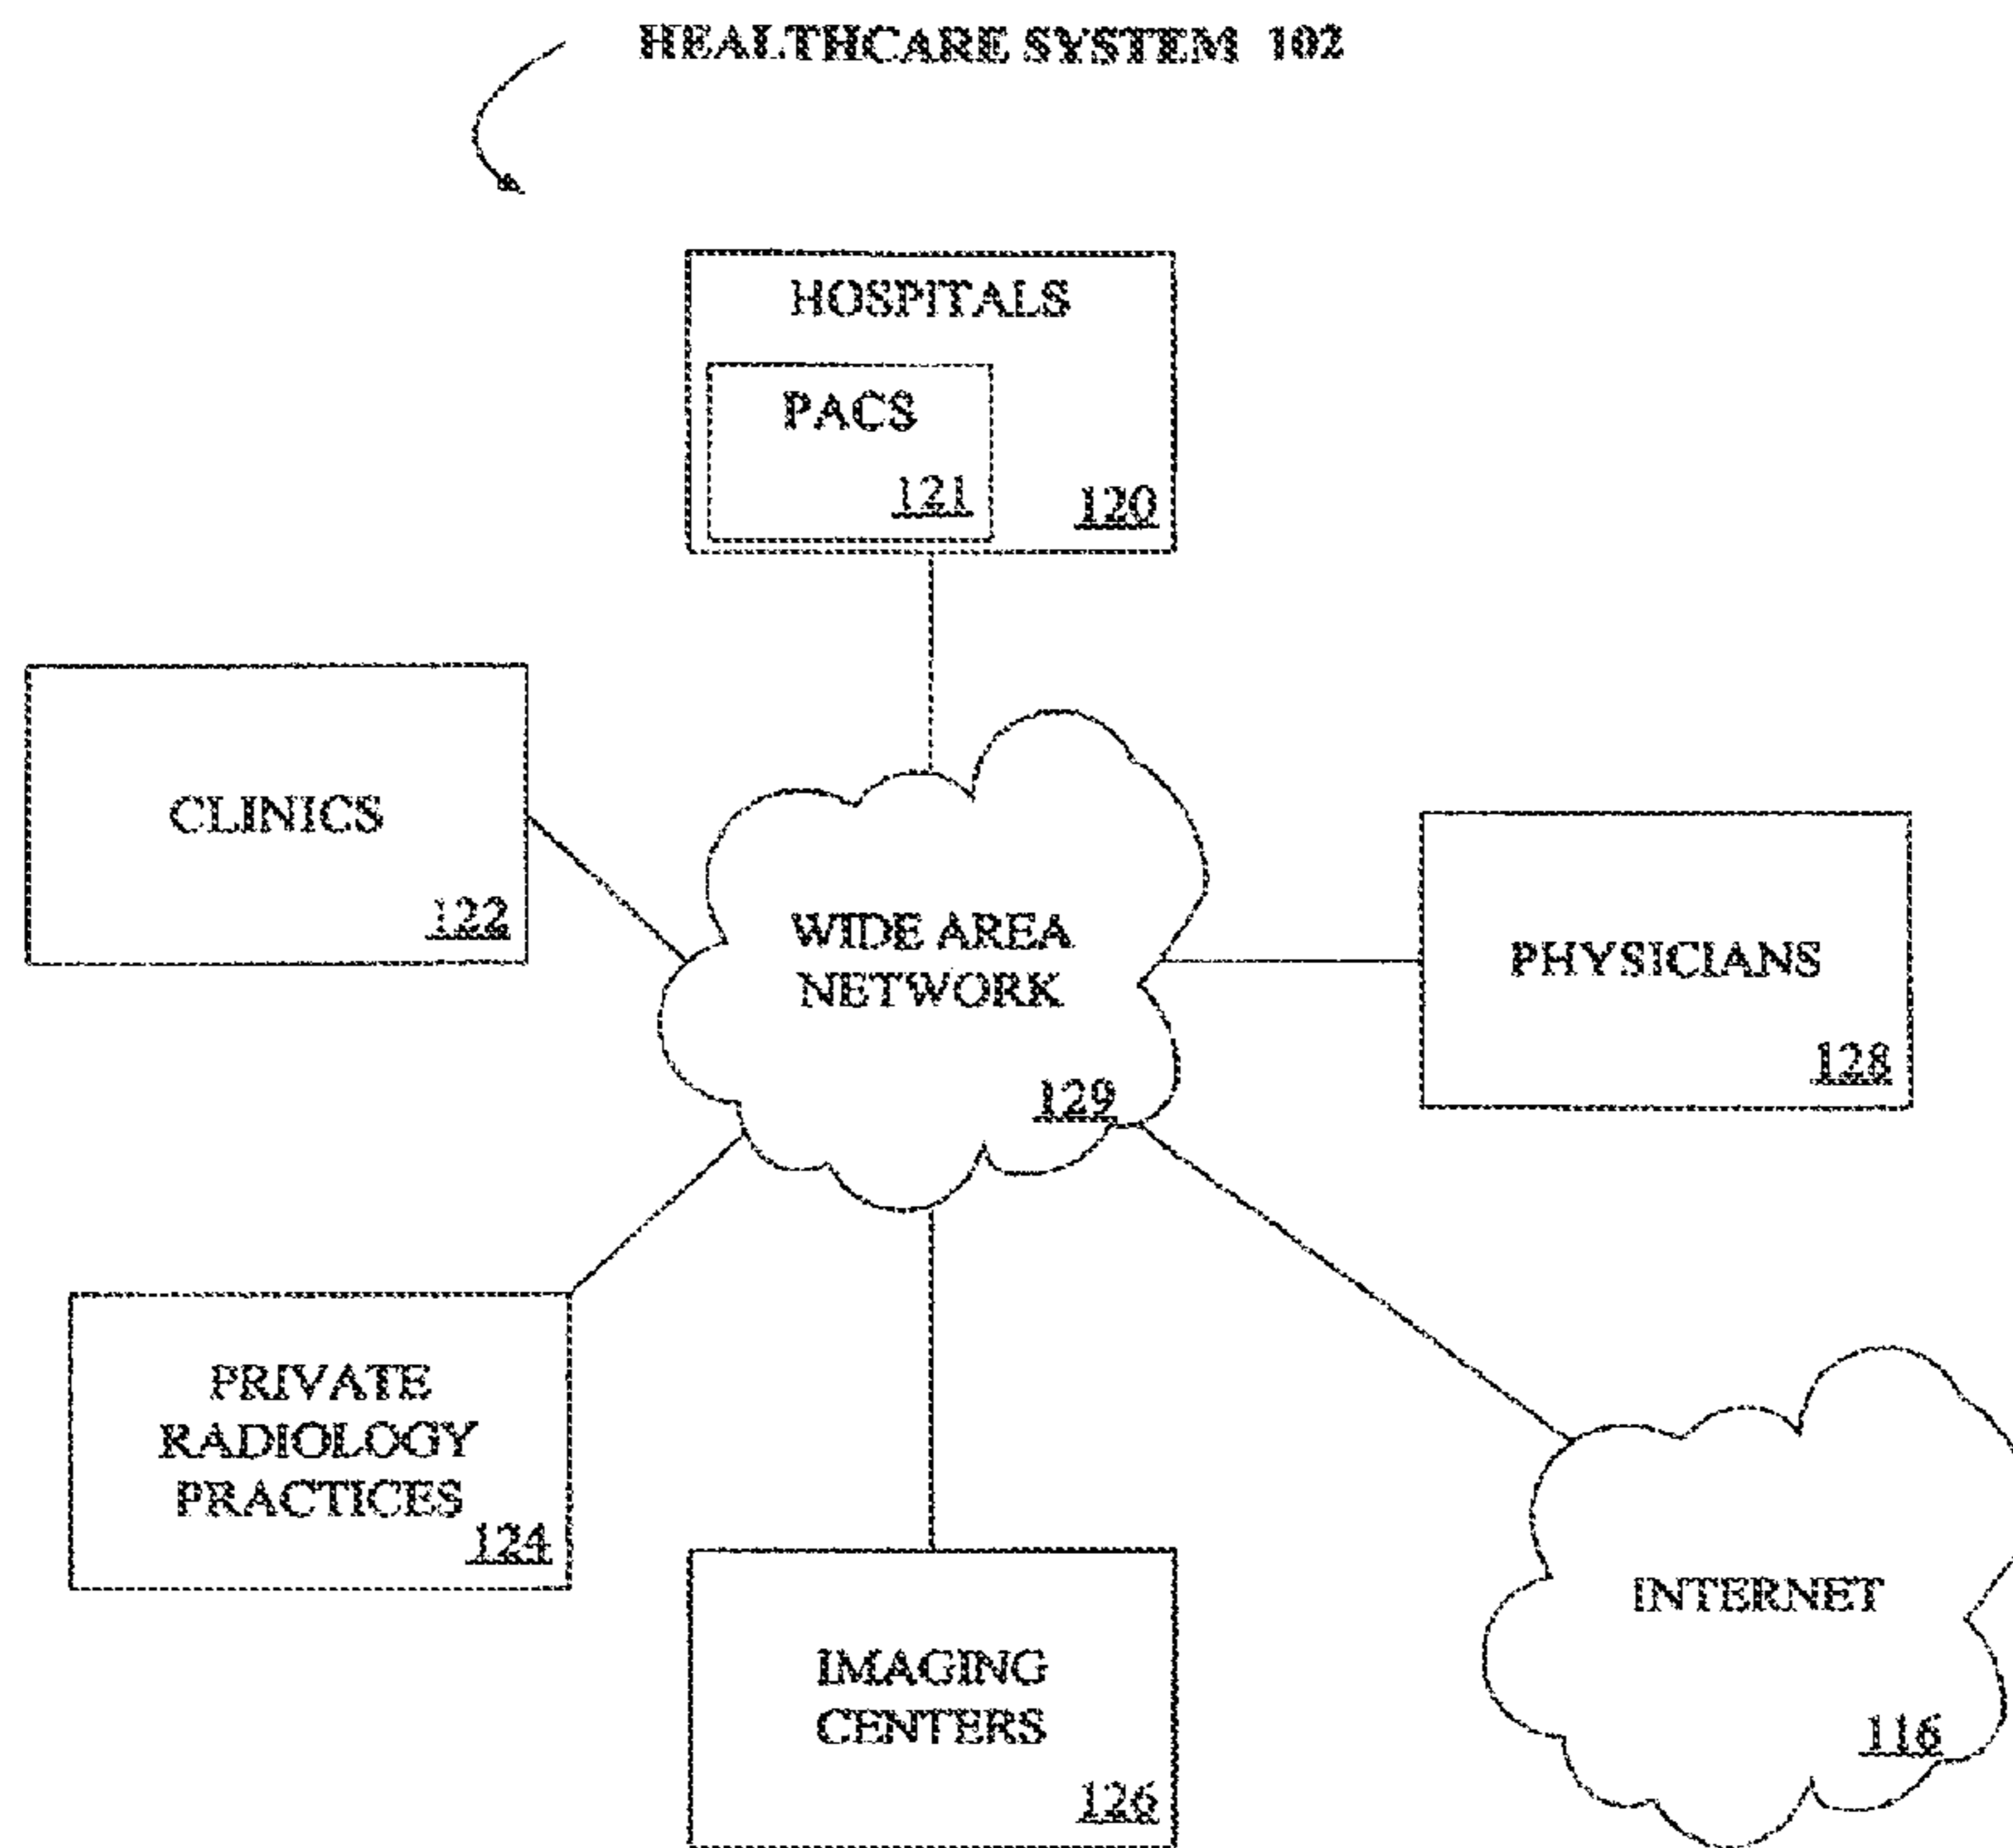 HEALTHCARE SYSTEM 102
HOSPITALS
PACS
121
120
CLINICS
122
WIDE AREA
NETWORK
129
PHYSICIANS
128
PRIVATE
RADIOLOGY
PRACTICES
124
IMAGING
CENTERS
126
INTERNET
116